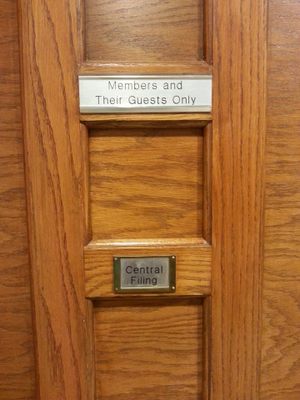 Members and
Their Guests Only
Central
Filing